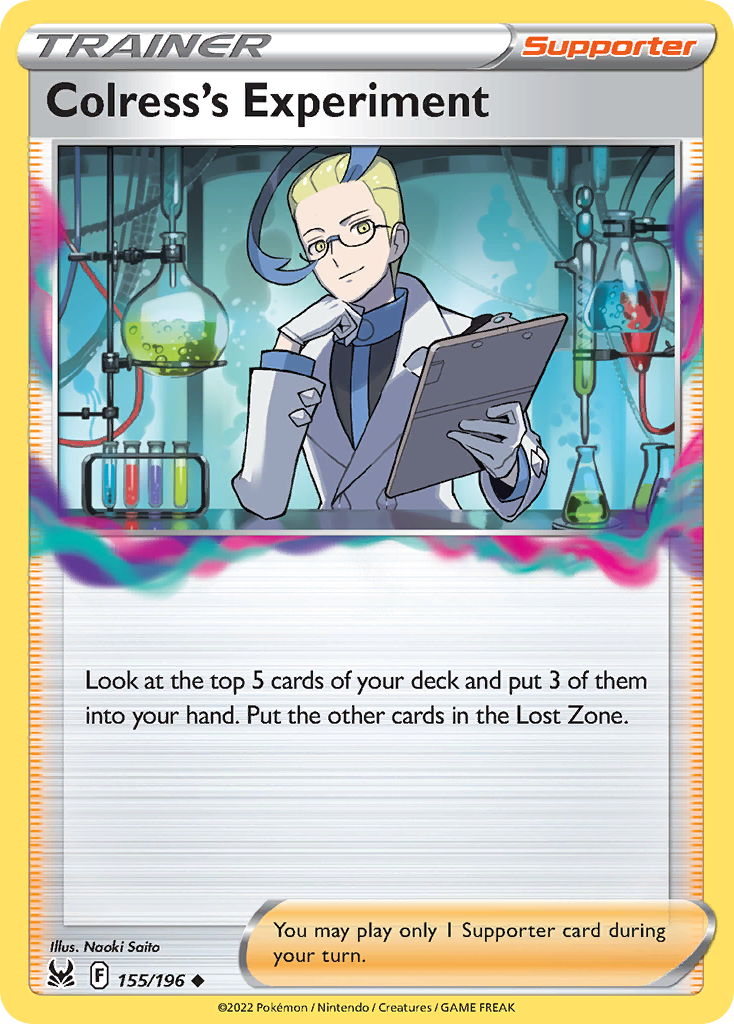 TRAINER
Supporter
Colress's Experiment
Look at the top 5 cards of your deck and put 3 of them
into your hand. Put the other cards in the Lost Zone.
You may play only 1 Supporter card during
your turn.
Illus. Naoki Saito
F 155/196
©2022 Pokémon / Nintendo / Creatures / GAME FREAK